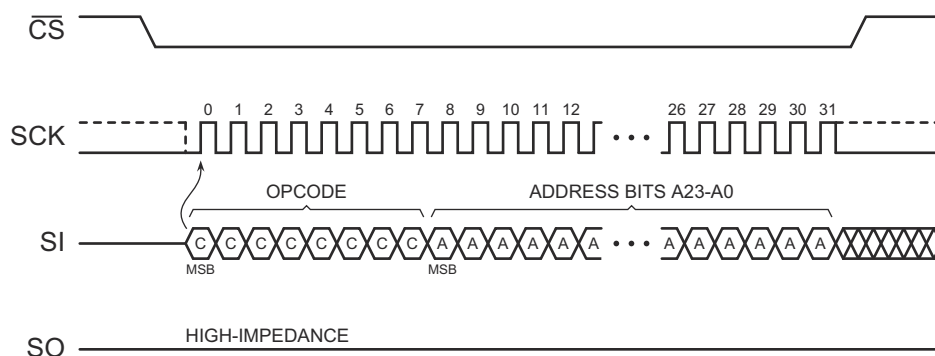 CS
0 1 2 3 4 5 6 7 8 9 10 11 12 26 27 28 29 30 31
SCK
OPCODE ADDRESS BITS A23-A0
SI C C C C C C C C A A A A A A • • • A A A A A A
MSB MSB
HIGH-IMPEDANCE
SO